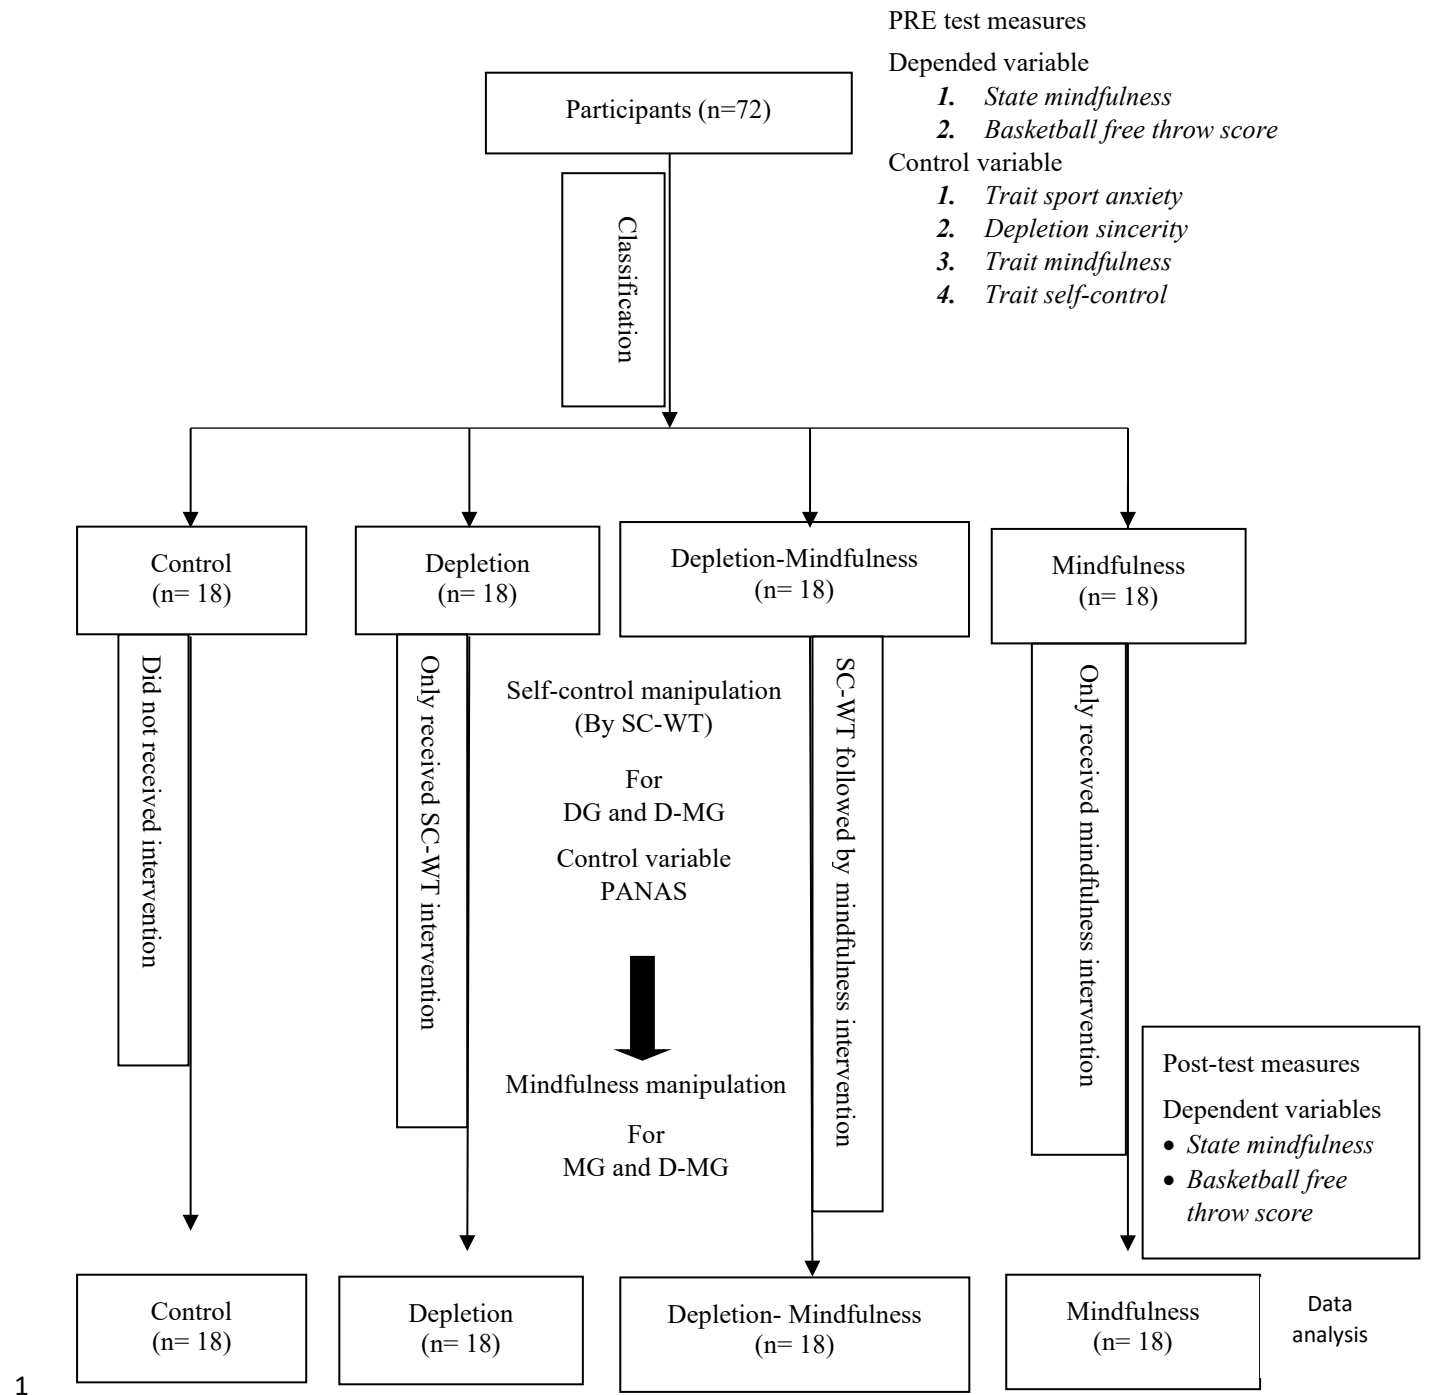 PRE test measures
Depended variable
1. State mindfulness
2. Basketball free throw score
Control variable
1. Trait sport anxiety
2. Depletion sincerity
3. Trait mindfulness
4. Trait self-control
Participants (n=72)
Classification
Control
(n= 18)
Depletion
(n= 18)
Depletion-Mindfulness
(n= 18)
Mindfulness
(n= 18)
Did not received intervention
Only received SC-WT intervention
Self-control manipulation
(By SC-WT)
For
DG and D-MG
Control variable
PANAS
Mindfulness manipulation
For
MG and D-MG
SC-WT followed by mindfulness intervention
Only received mindfulness intervention
Post-test measures
Dependent variables
• State mindfulness
• Basketball free
throw score
Control
(n= 18)
Depletion
(n= 18)
Depletion- Mindfulness
(n= 18)
Mindfulness
(n= 18)
Data
analysis
1